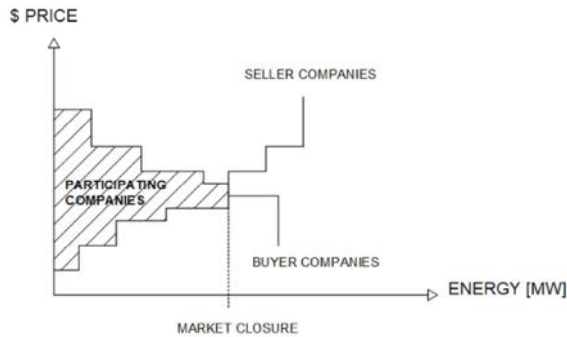 $ PRICE
SELLER COMPANIES
PARTICIPATING
COMPANIES
BUYER COMPANIES
ENERGY [MW]
MARKET CLOSURE